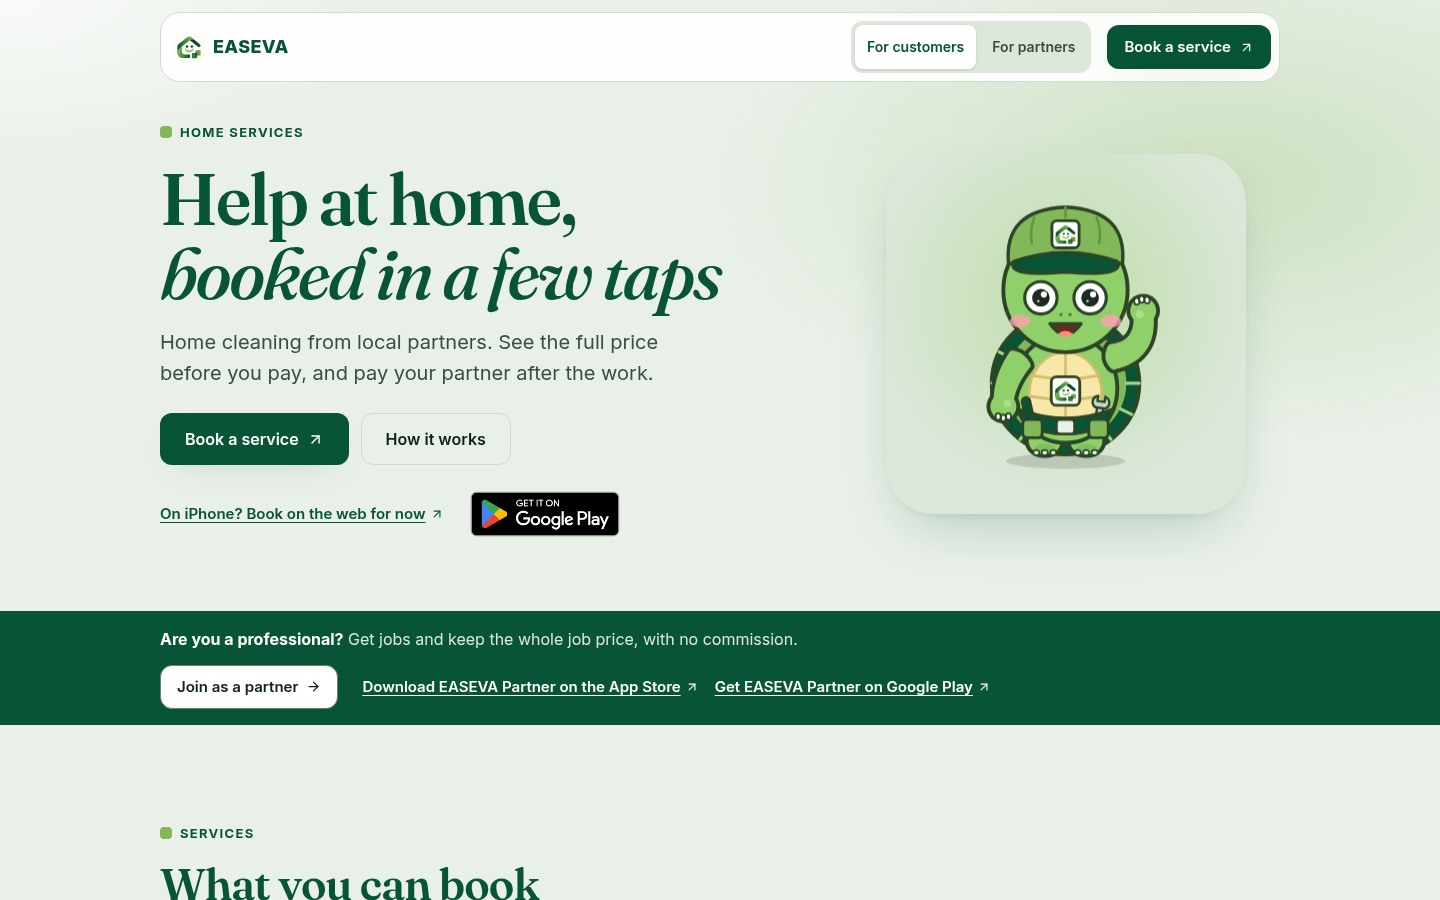 EASEVA
For customers
For partners
Book a service
HOME SERVICES
Help at home,
booked in a few taps
Home cleaning from local partners. See the full price
before you pay, and pay your partner after the work.
Book a service
How it works
On iPhone? Book on the web for now
GET IT ON
Google Play
Are you a professional? Get jobs and keep the whole job price, with no commission.
Join as a partner
Download EASEVA Partner on the App Store
Get EASEVA Partner on Google Play
SERVICES
What you can book